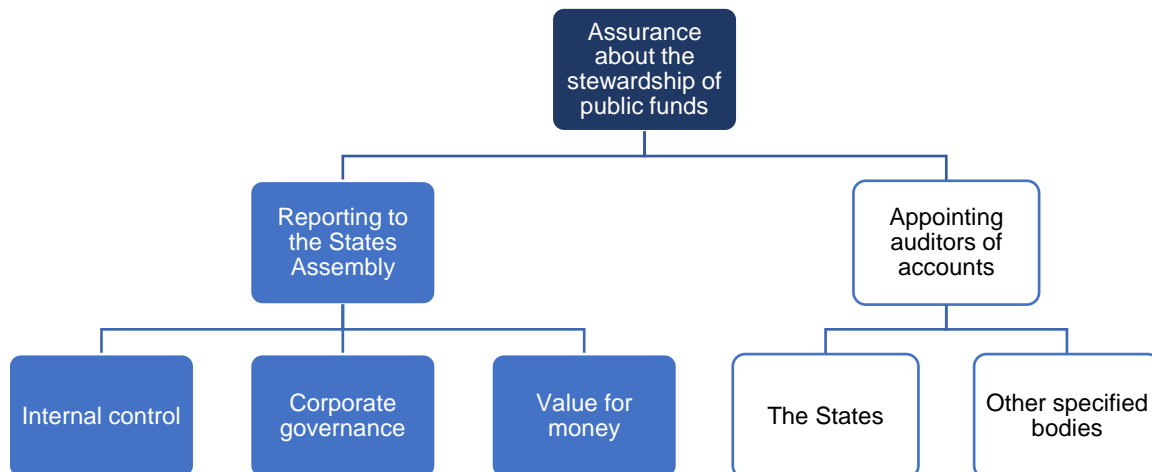 Assurance
about the
stewardship of
public funds
Reporting to
the States
Assembly
Appointing
auditors of
accounts
Internal control
Corporate
governance
Value for
money
The States
Other specified
bodies